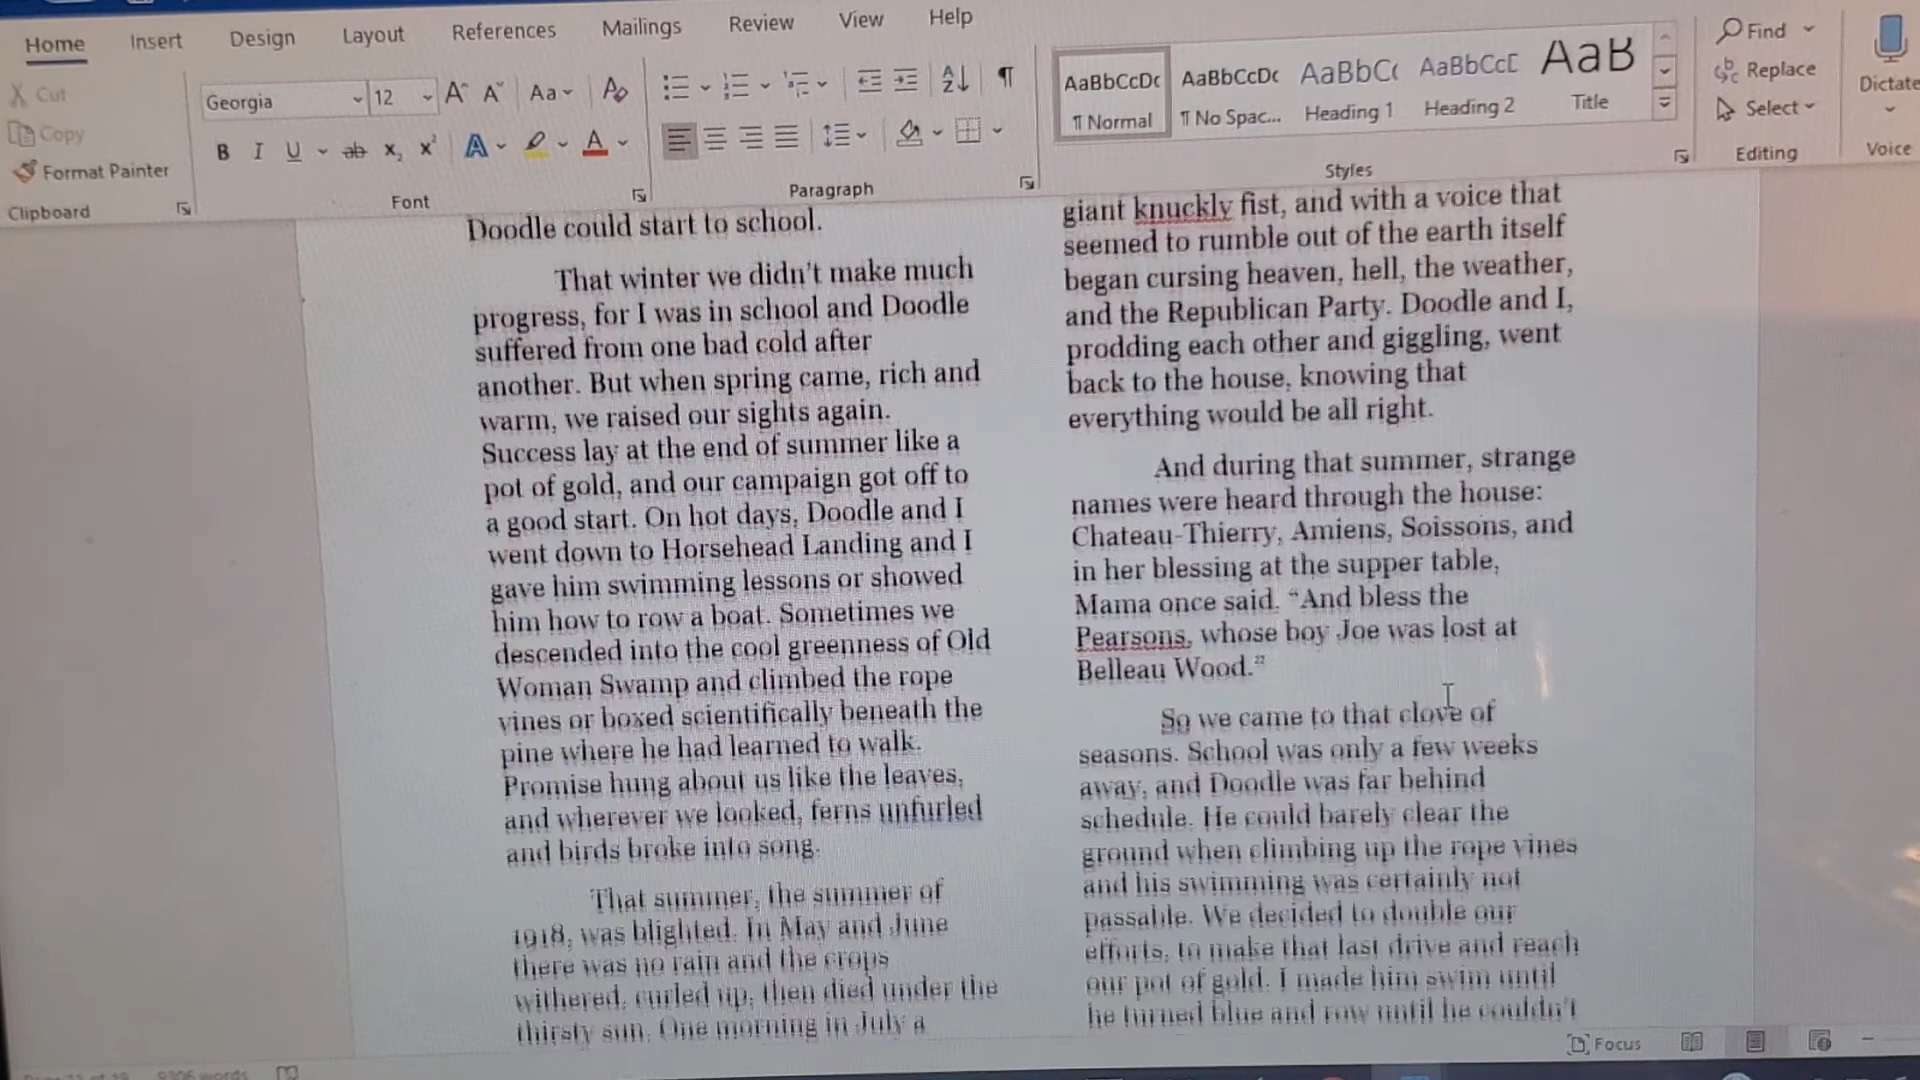 Home Insert Design Layout References Mailings Review View Help
Cut
Copy
Format Painter
Clipboard
Georgia 12
Font
Paragraph
AaBbCcDc AaBbCcDc AaBbC AaBbCcD AaB
¶ Normal ¶ No Spac... Heading 1 Heading 2 Title
Styles
Find
Replace
Select
Editing
Dictate
Voice
Doodle could start to school.
That winter we didn't make much
progress, for I was in school and Doodle
suffered from one bad cold after
another. But when spring came, rich and
warm, we raised our sights again.
Success lay at the end of summer like a
pot of gold, and our campaign got off to
a good start. On hot days, Doodle and I
went down to Horsehead Landing and I
gave him swimming lessons or showed
him how to row a boat. Sometimes we
descended into the cool greenness of Old
Woman Swamp and climbed the rope
vines or boxed scientifically beneath the
pine where he had learned to walk.
Promise hung about us like the leaves,
and wherever we looked, ferns unfurled
and birds broke into song.
That summer, the summer of
1918, was blighted. In May and June
there was no rain and the crops
withered, curled up, then died under the
thirsty sun. One morning in July a
giant knuckly fist, and with a voice that
seemed to rumble out of the earth itself
began cursing heaven, hell, the weather,
and the Republican Party. Doodle and I,
prodding each other and giggling, went
back to the house, knowing that
everything would be all right.
And during that summer, strange
names were heard through the house:
Chateau-Thierry, Amiens, Soissons, and
in her blessing at the supper table,
Mama once said. “And bless the
Pearsons, whose boy Joe was lost at
Belleau Wood.”
So we came to that clove of
seasons. School was only a few weeks
away, and Doodle was far behind
schedule. He could barely clear the
ground when climbing up the rope vines
and his swimming was certainly not
passable. We decided to double our
efforts, to make that last drive and reach
our pot of gold. I made him swim until
he turned blue and row until he couldn't
9306 words
Focus